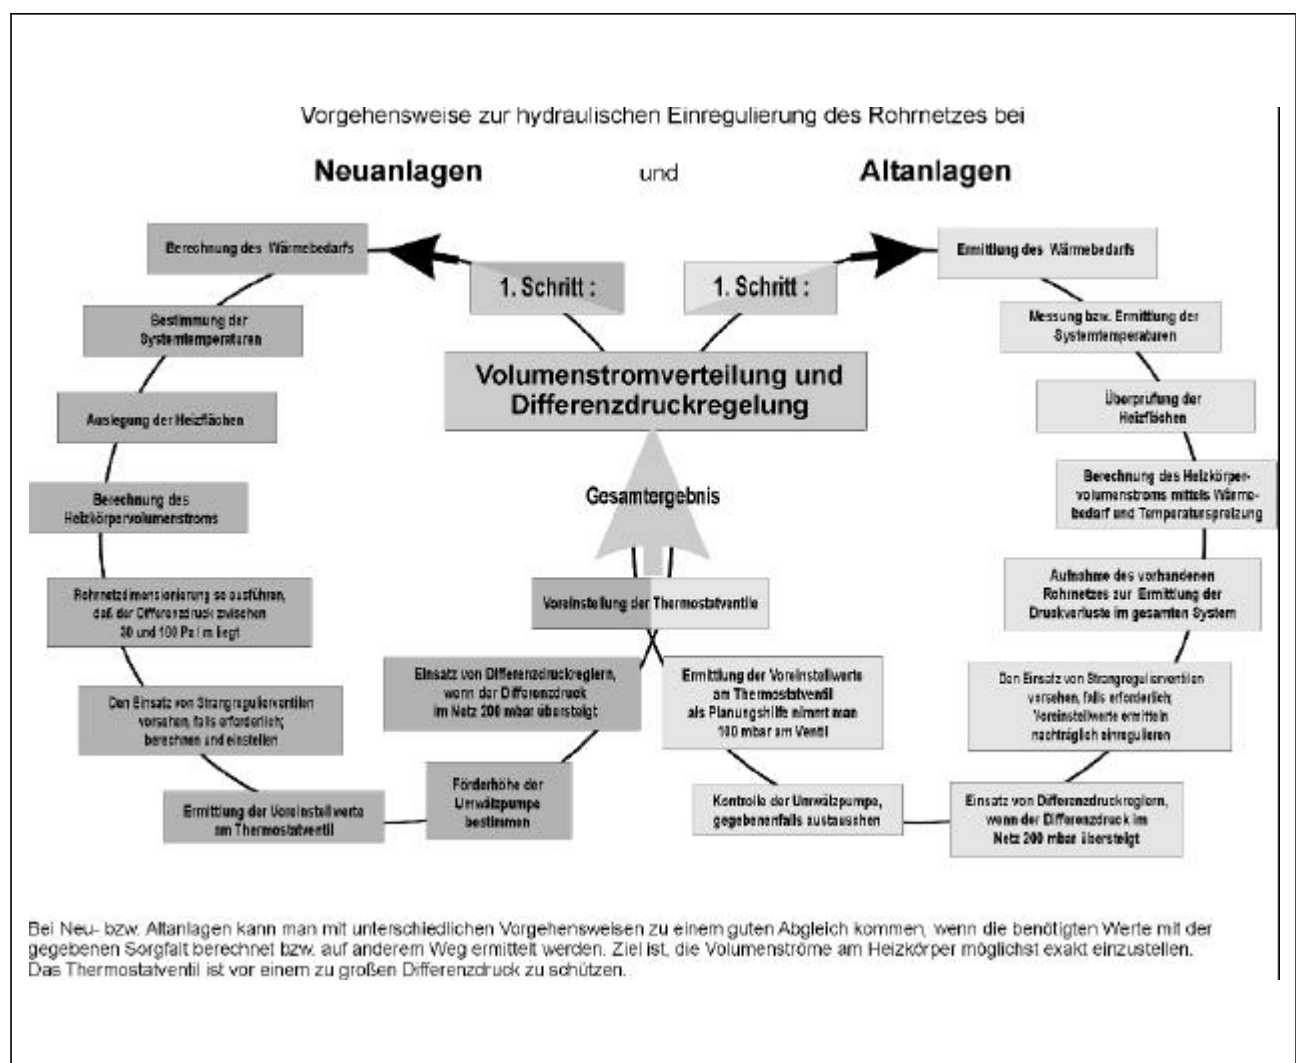 Vorgehensweise zur hydraulischen Einregulierung des Rohrnetzes bei
Neuanlagen und Altanlagen
1. Schritt :
Berechnung des Wärmebedarfs
Bestimmung der
Systemtemperaturen
Auslegung der Heizflächen
Berechnung des
Heizkörpervolumenstroms
Rohrnetzdimensionierung so ausführen,
daß der Differenzdruck zwischen
30 und 100 Pa / m liegt
Den Einsatz von Strangregulierventilen
vorsehen, falls erforderlich;
berechnen und einstellen
Ermittlung der Voreinstellwerte
am Thermostatventil
Förderhöhe der
Umwälzpumpe
bestimmen
Einsatz von Differenzdruckreglern,
wenn der Differenzdruck
im Netz 200 mbar übersteigt
1. Schritt :
Ermittlung des Wärmebedarfs
Messung bzw. Ermittlung der
Systemtemperaturen
Überprüfung der
Heizflächen
Berechnung des Heizkörper-
volumenstroms mittels Wärme-
bedarf und Temperaturspreizung
Aufnahme des vorhandenen
Rohrnetzes zur Ermittlung der
Druckverluste im gesamten System
Den Einsatz von Strangregulierventilen
vorsehen, falls erforderlich;
Voreinstellwerte ermitteln
nachträglich einregulieren
Einsatz von Differenzdruckreglern,
wenn der Differenzdruck im
Netz 200 mbar übersteigt
Kontrolle der Umwälzpumpe,
gegebenenfalls austauschen
Ermittlung der Voreinstellwerte
am Thermostatventil
als Planungshilfe nimmt man
100 mbar am Ventil
Voreinstellung der Thermostatventile
Gesamtergebnis
Volumenstromverteilung und
Differenzdruckregelung
Bei Neu- bzw. Altanlagen kann man mit unterschiedlichen Vorgehensweisen zu einem guten Abgleich kommen, wenn die benötigten Werte mit der
gegebenen Sorgfalt berechnet bzw. auf anderem Weg ermittelt werden. Ziel ist, die Volumenströme am Heizkörper möglichst exakt einzustellen.
Das Thermostatventil ist vor einem zu großen Differenzdruck zu schützen.